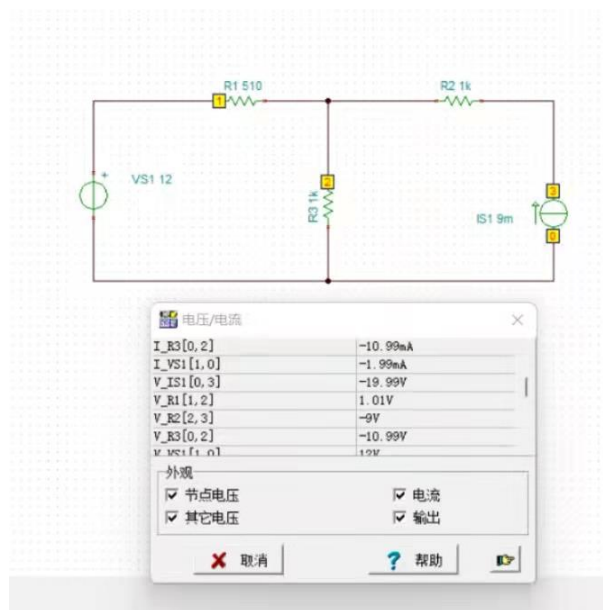 R1 510
R2 1k
1
VS1 12
2
R3 1k
3
IS1 9m
0
电压/电流
I_R3[0,2] -10.99mA
I_VS1[1,0] -1.99mA
V_IS1[0,3] -19.99V
V_R1[1,2] 1.01V
V_R2[2,3] -9V
V_R3[0,2] -10.99V
V_VS1[1,0] 12V
外观
节点电压 电流
其它电压 输出
取消 帮助